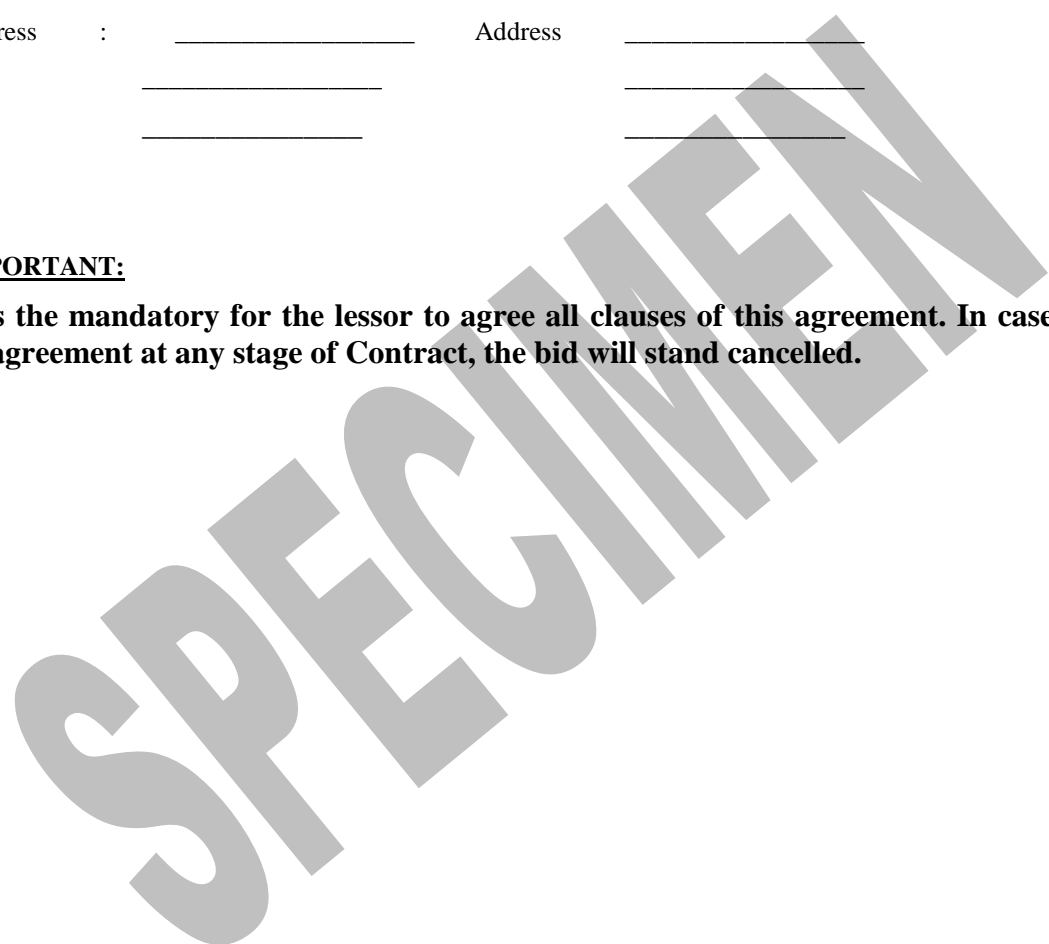 ress : __________________ Address __________________
__________________ __________________
________________ ________________
PORTANT:
s the mandatory for the lessor to agree all clauses of this agreement. In case
agreement at any stage of Contract, the bid will stand cancelled.
SPECIMEN